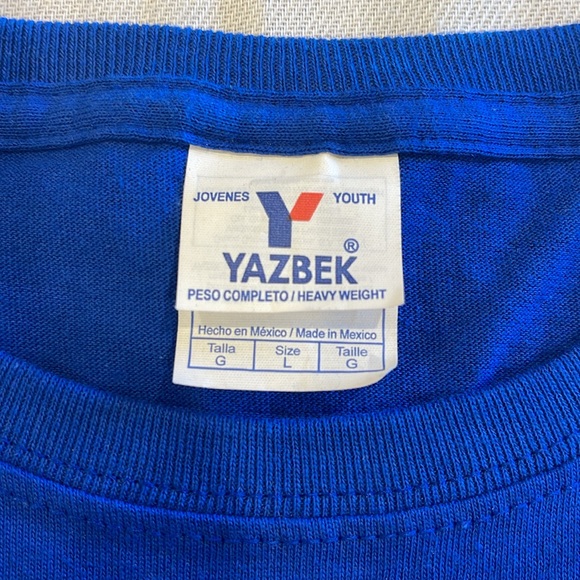 JOVENES YOUTH
Y
YAZBEK ®
PESO COMPLETO / HEAVY WEIGHT
Hecho en México / Made in Mexico
Talla Size Taille
G L G